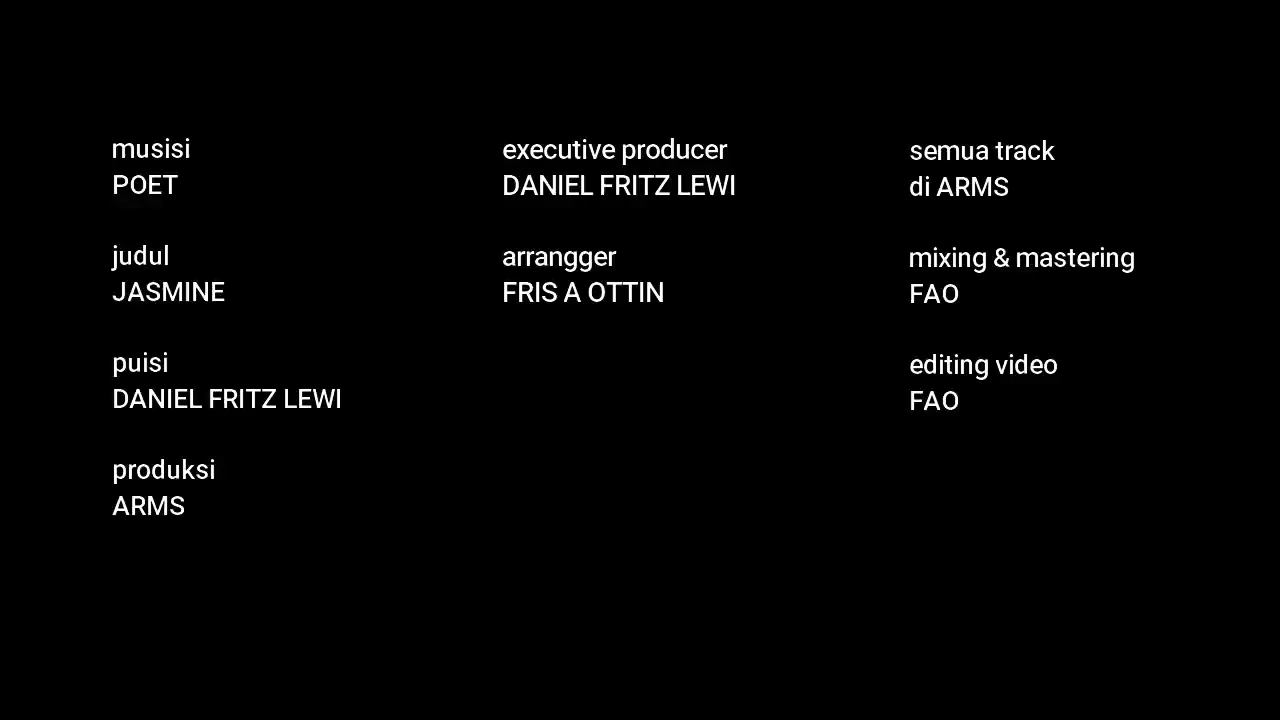 musisi
POET
judul
JASMINE
puisi
DANIEL FRITZ LEWI
produksi
ARMS
executive producer
DANIEL FRITZ LEWI
arrangger
FRIS A OTTIN
semua track
di ARMS
mixing & mastering
FAO
editing video
FAO